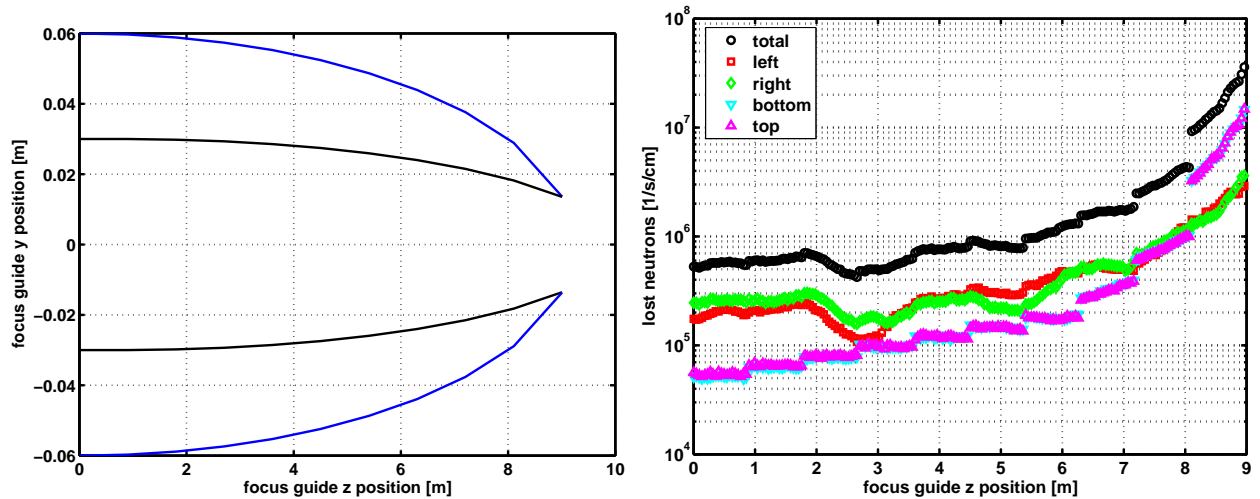 0.06
0.04
0.02
0
−0.02
−0.04
−0.06
focus guide y position [m]
0 2 4 6 8 10
focus guide z position [m]
10^8
10^7
10^6
10^5
10^4
lost neutrons [1/s/cm]
total
left
right
bottom
top
0 1 2 3 4 5 6 7 8 9
focus guide z position [m]